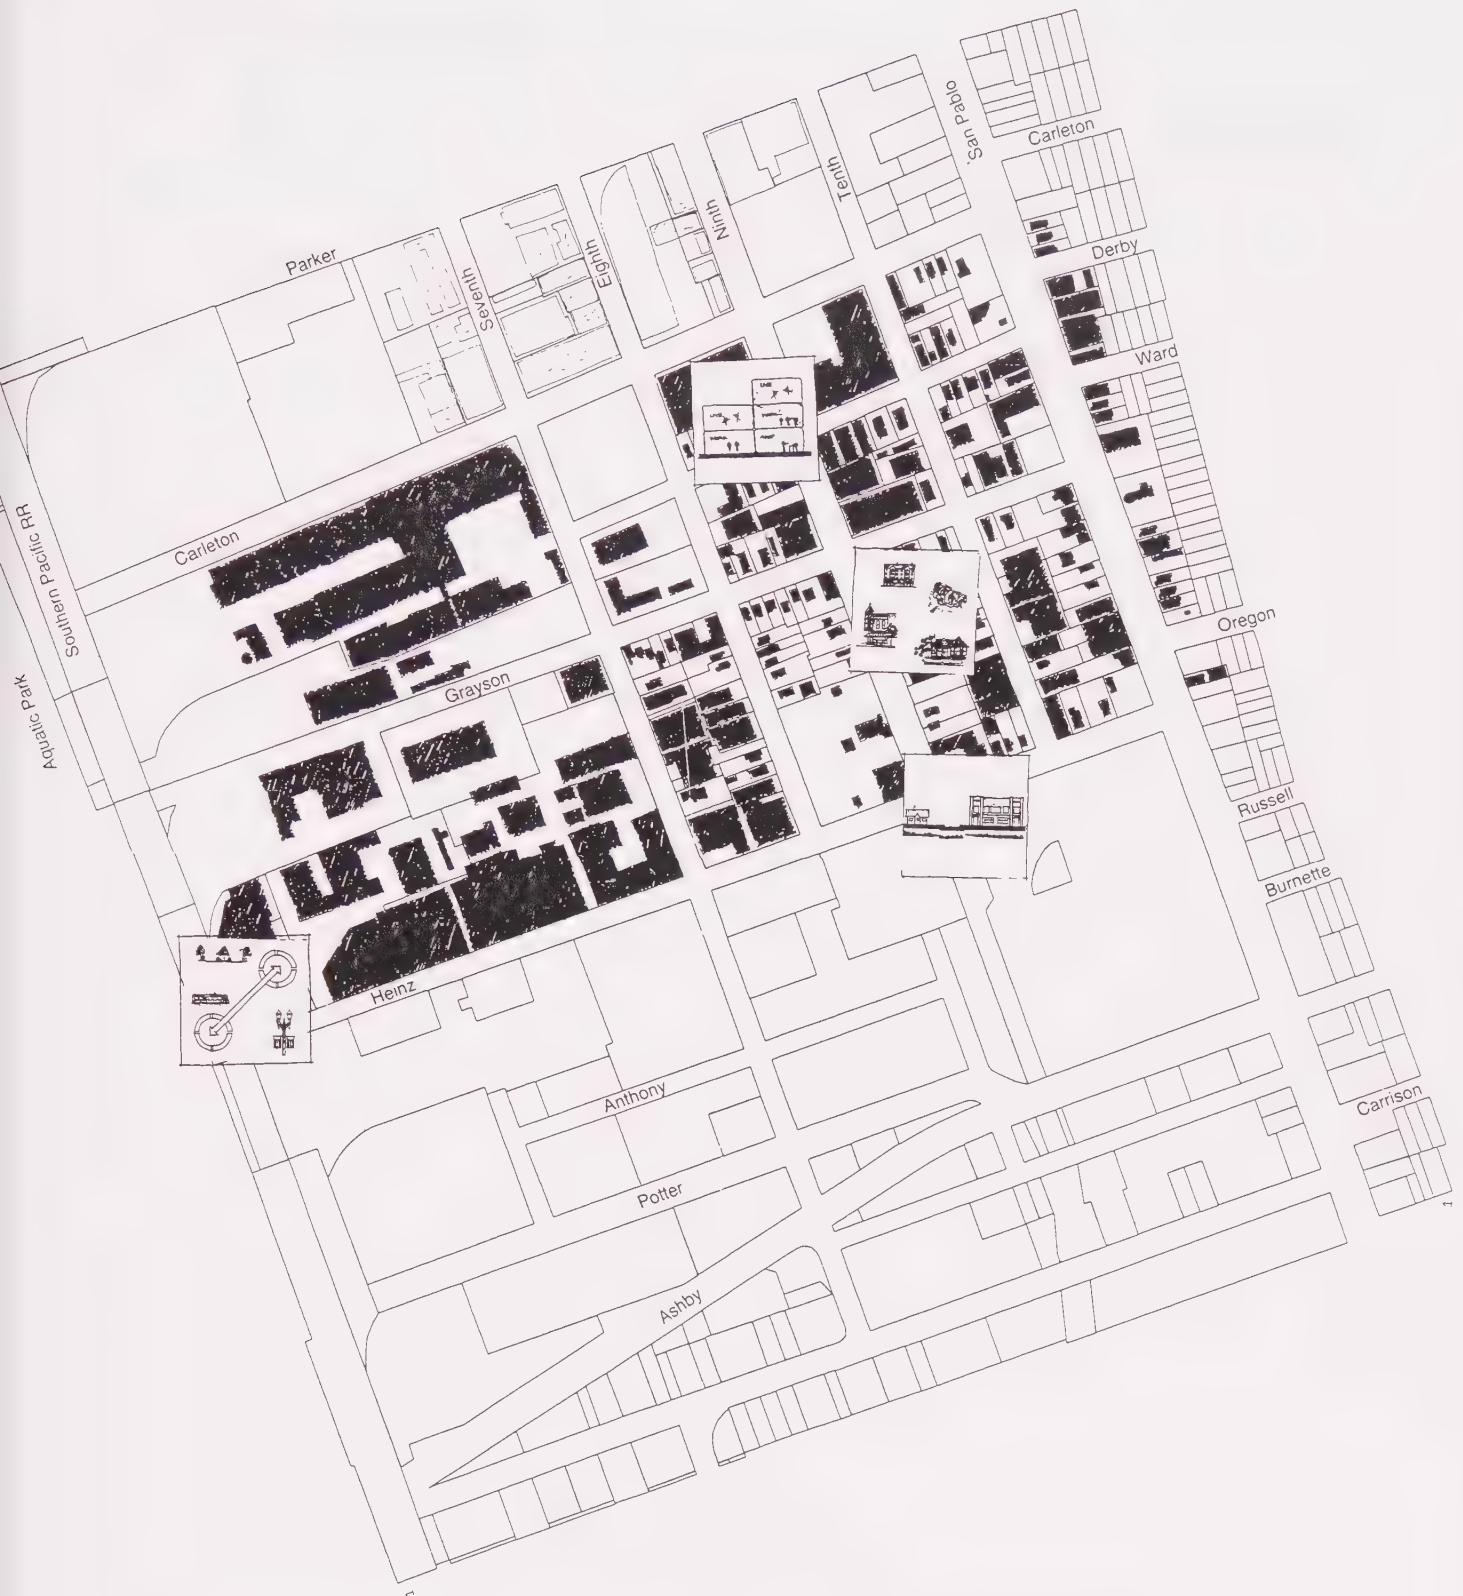 San Pablo
Carleton
Tenth
Ninth
Derby
Parker
Eighth
Seventh
Ward
Carleton
Southern Pacific RR
Oregon
Aquatic Park
Grayson
Russell
Burnette
Heinz
Anthony
Carrison
Potter
Ashby